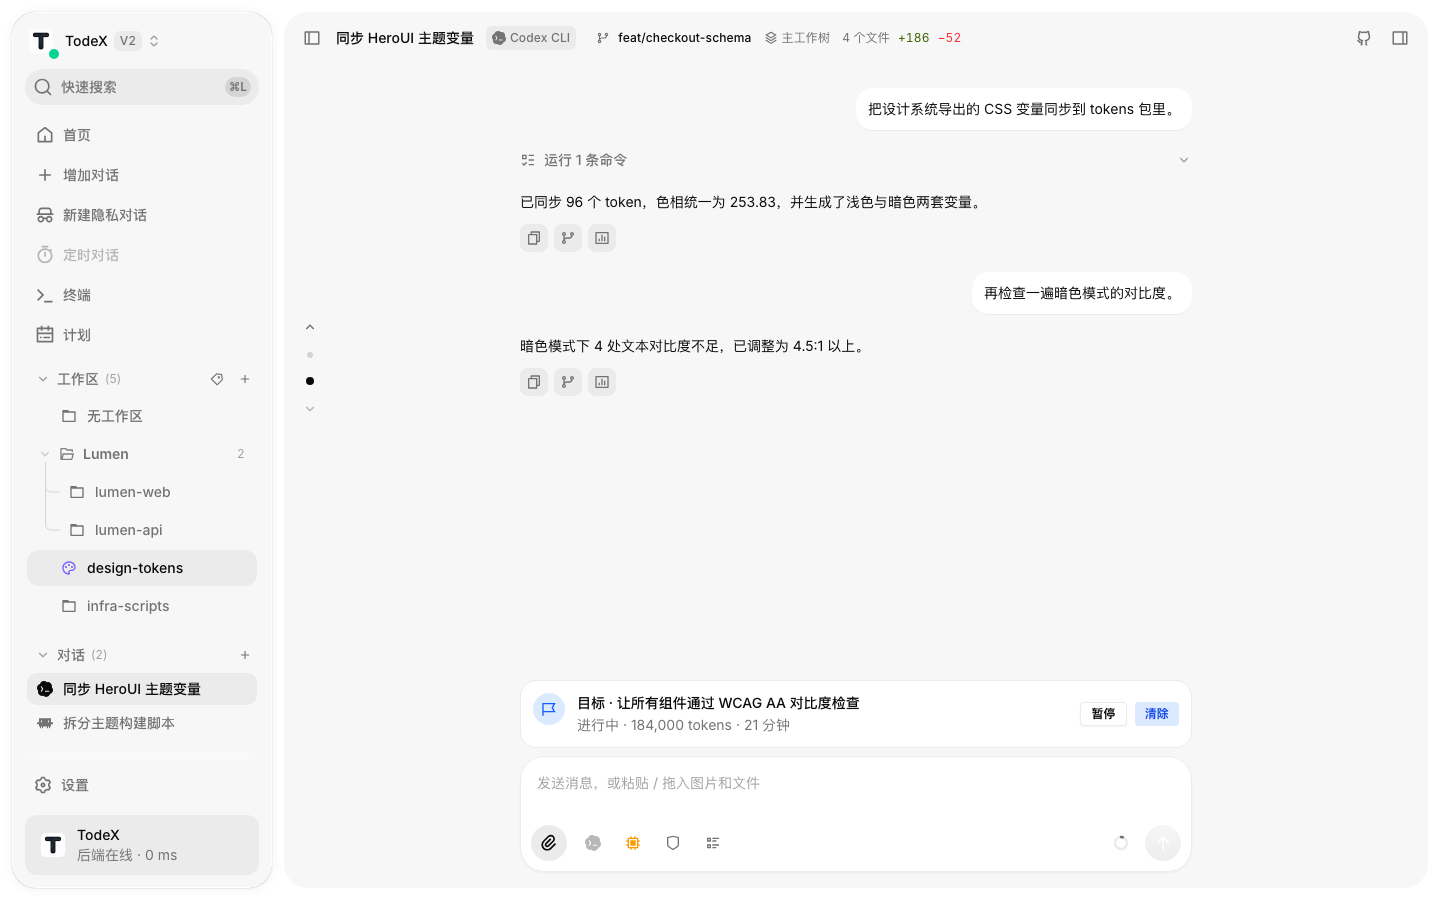 TodeX V2
快速搜索 ⌘L
首页
增加对话
新建隐私对话
定时对话
终端
计划
工作区 (5)
无工作区
Lumen 2
lumen-web
lumen-api
design-tokens
infra-scripts
对话 (2)
同步 HeroUI 主题变量
拆分主题构建脚本
设置
TodeX
后端在线 · 0 ms
同步 HeroUI 主题变量 Codex CLI feat/checkout-schema 主工作树 4 个文件 +186 −52
把设计系统导出的 CSS 变量同步到 tokens 包里。
运行 1 条命令
已同步 96 个 token，色相统一为 253.83，并生成了浅色与暗色两套变量。
再检查一遍暗色模式的对比度。
暗色模式下 4 处文本对比度不足，已调整为 4.5:1 以上。
目标 · 让所有组件通过 WCAG AA 对比度检查
进行中 · 184,000 tokens · 21 分钟
暂停 清除
发送消息，或粘贴 / 拖入图片和文件